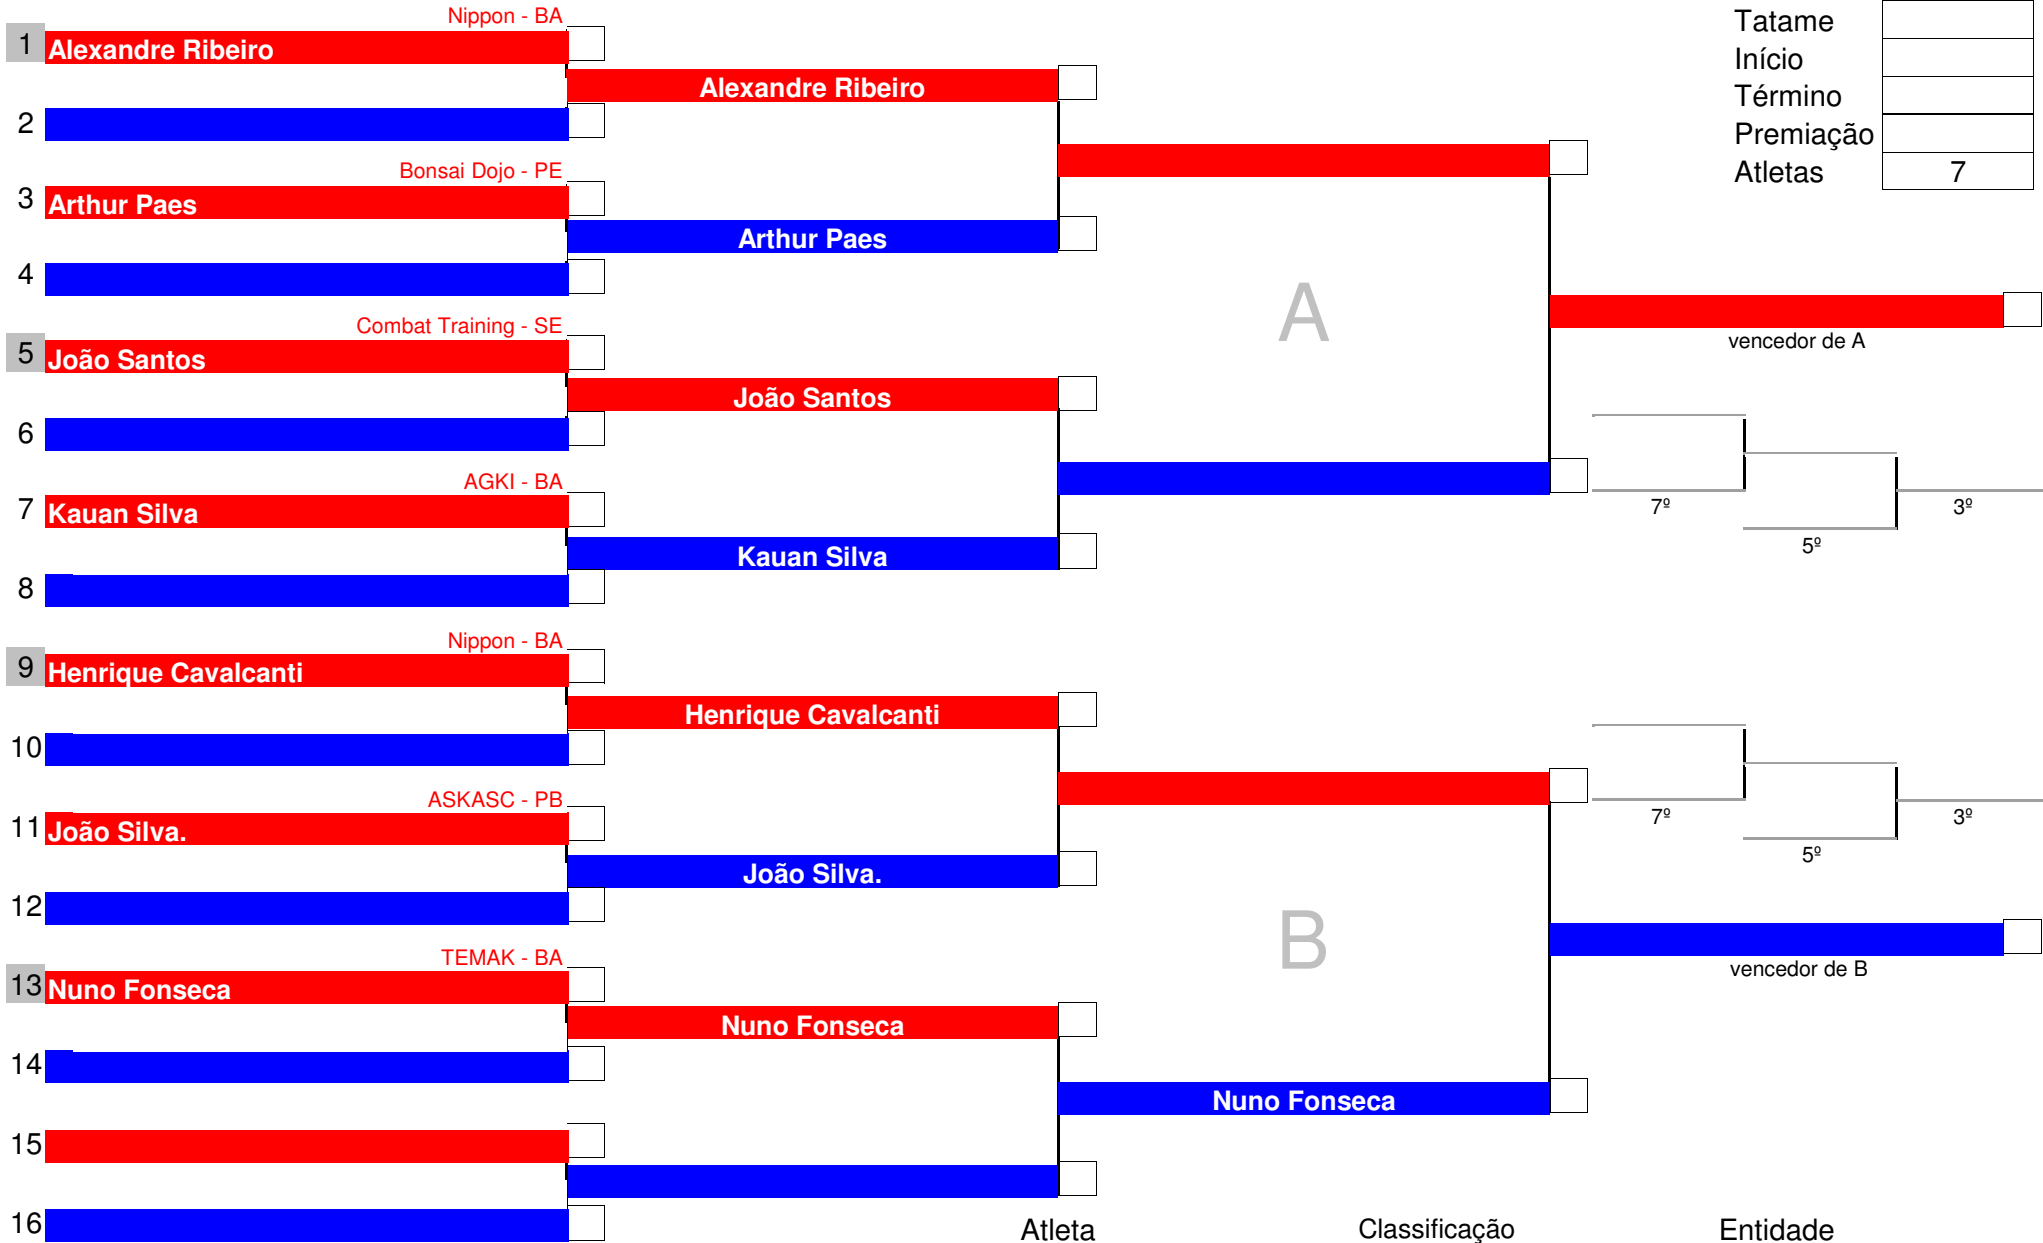 Nippon - BA
1 Alexandre Ribeiro
Alexandre Ribeiro
2
Bonsai Dojo - PE
3 Arthur Paes
Arthur Paes
4
Combat Training - SE
5 João Santos
João Santos
6
AGKI - BA
7 Kauan Silva
Kauan Silva
8
Nippon - BA
9 Henrique Cavalcanti
Henrique Cavalcanti
10
ASKASC - PB
11 João Silva.
João Silva.
12
TEMAK - BA
13 Nuno Fonseca
Nuno Fonseca
14
Nuno Fonseca
15
16
A
B
Tatame
Início
Término
Premiação
Atletas 7
vencedor de A
7º
3º
5º
7º
3º
5º
vencedor de B
Atleta Classificação Entidade